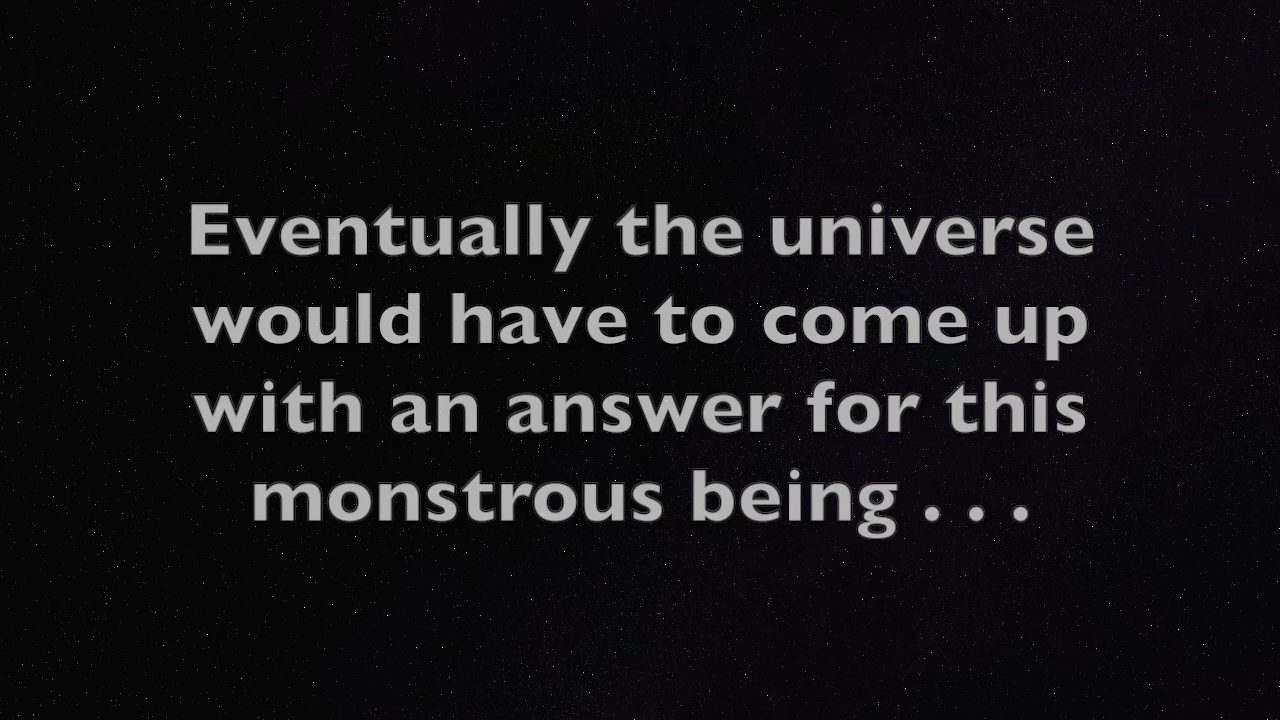 Eventually the universe
would have to come up
with an answer for this
monstrous being . . .